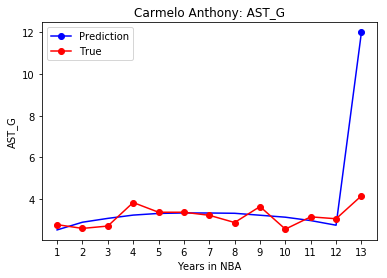 Carmelo Anthony: AST_G
Prediction
True
12
10
8
6
4
AST_G
1 2 3 4 5 6 7 8 9 10 11 12 13
Years in NBA